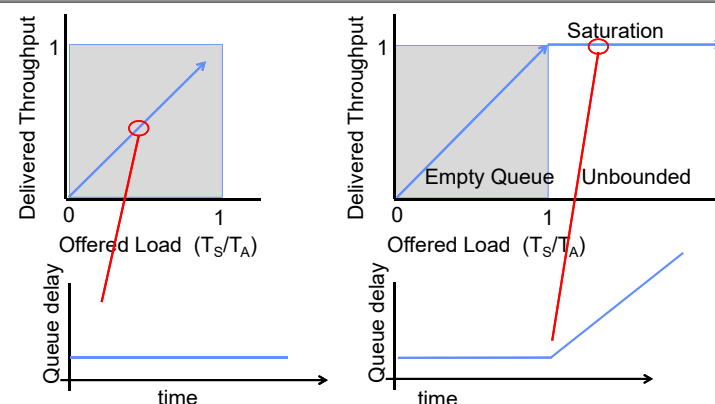 Delivered Throughput
1
0
1
Offered Load (TS/TA)
Queue delay
time
Delivered Throughput
1
Saturation
Empty Queue
Unbounded
0
1
Offered Load (TS/TA)
Queue delay
time